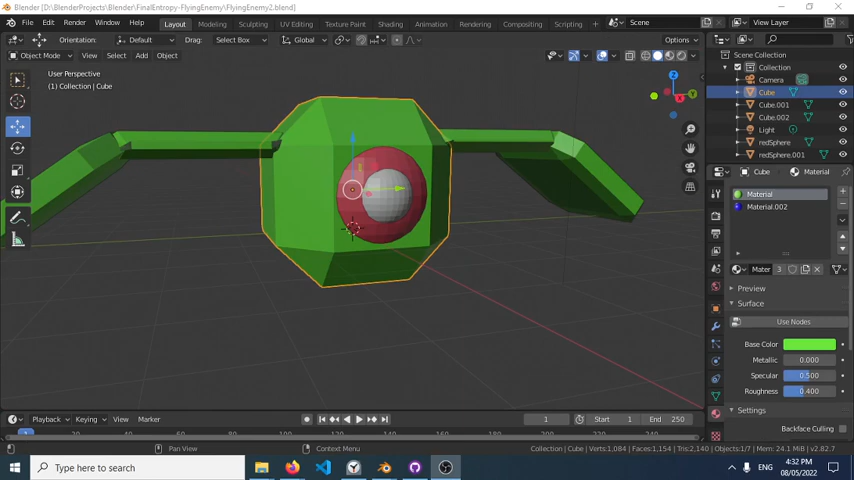 Blender [D:\BlenderProjects\FinalEntropy-FlyingEnemy\FlyingEnemy2.blend]
File Edit Render Window Help Layout Modeling Sculpting UV Editing Texture Paint Shading Animation Rendering Compositing Scripting Scene View Layer
Orientation: Default Drag: Select Box Global Options
Object Mode View Select Add Object
User Perspective
(1) Collection | Cube
Scene Collection
Collection
Camera
Cube
Cube.001
Cube.002
Light
redSphere
redSphere.001
Cube Material
Material
Material.002
Mater 3
Preview
Surface
Use Nodes
Base Color
Metallic 0.000
Specular 0.500
Roughness 0.400
Settings
Backface Culling
Playback Keying View Marker 1 Start 1 End 250
1
Pan View Context Menu Collection | Cube | Verts:1,084 | Faces:1,154 | Tris:2,140 | Objects:1/7 | Mem: 24.1 MiB | v2.82.7
Type here to search
ENG
4:32 PM
08/05/2022
Z
Y
X